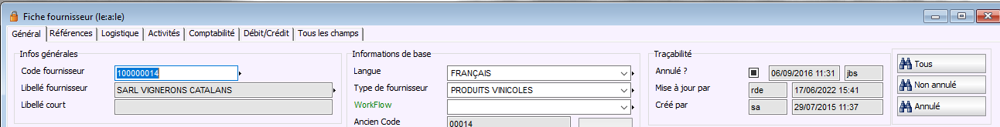 Fiche fournisseur (le:a:le)
Général Références Logistique Activités Comptabilité Débit/Crédit Tous les champs
Infos générales
Code fournisseur 100000014
Libellé fournisseur SARL VIGNERONS CATALANS
Libellé court
Informations de base
Langue FRANÇAIS
Type de fournisseur PRODUITS VINICOLES
WorkFlow
Ancien Code 00014
Traçabilité
Annulé ? 06/09/2016 11:31 jbs
Mise à jour par rde 17/06/2022 15:41
Créé par sa 29/07/2015 11:37
Tous
Non annulé
Annulé